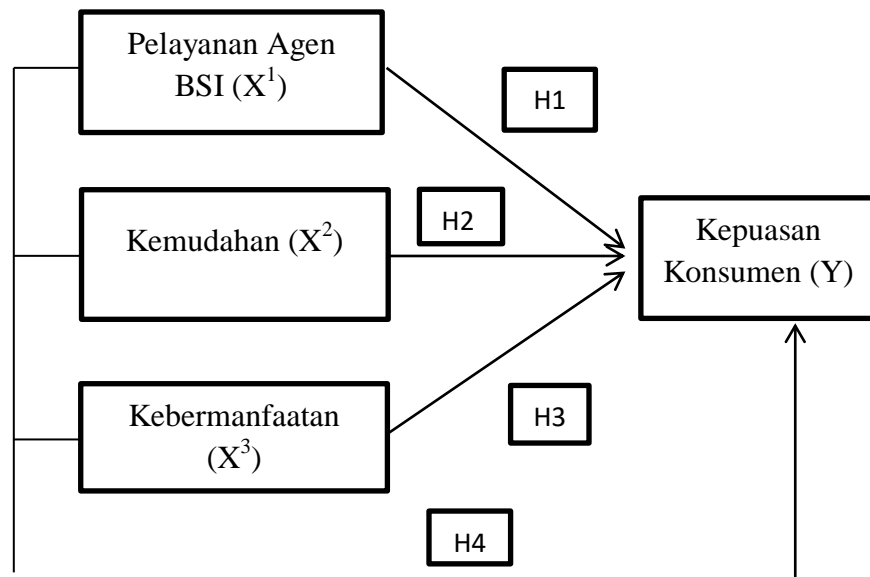 Pelayanan Agen
BSI (X¹)
H1
Kemudahan (X²)
H2
Kepuasan
Konsumen (Y)
Kebermanfaatan
(X³)
H3
H4